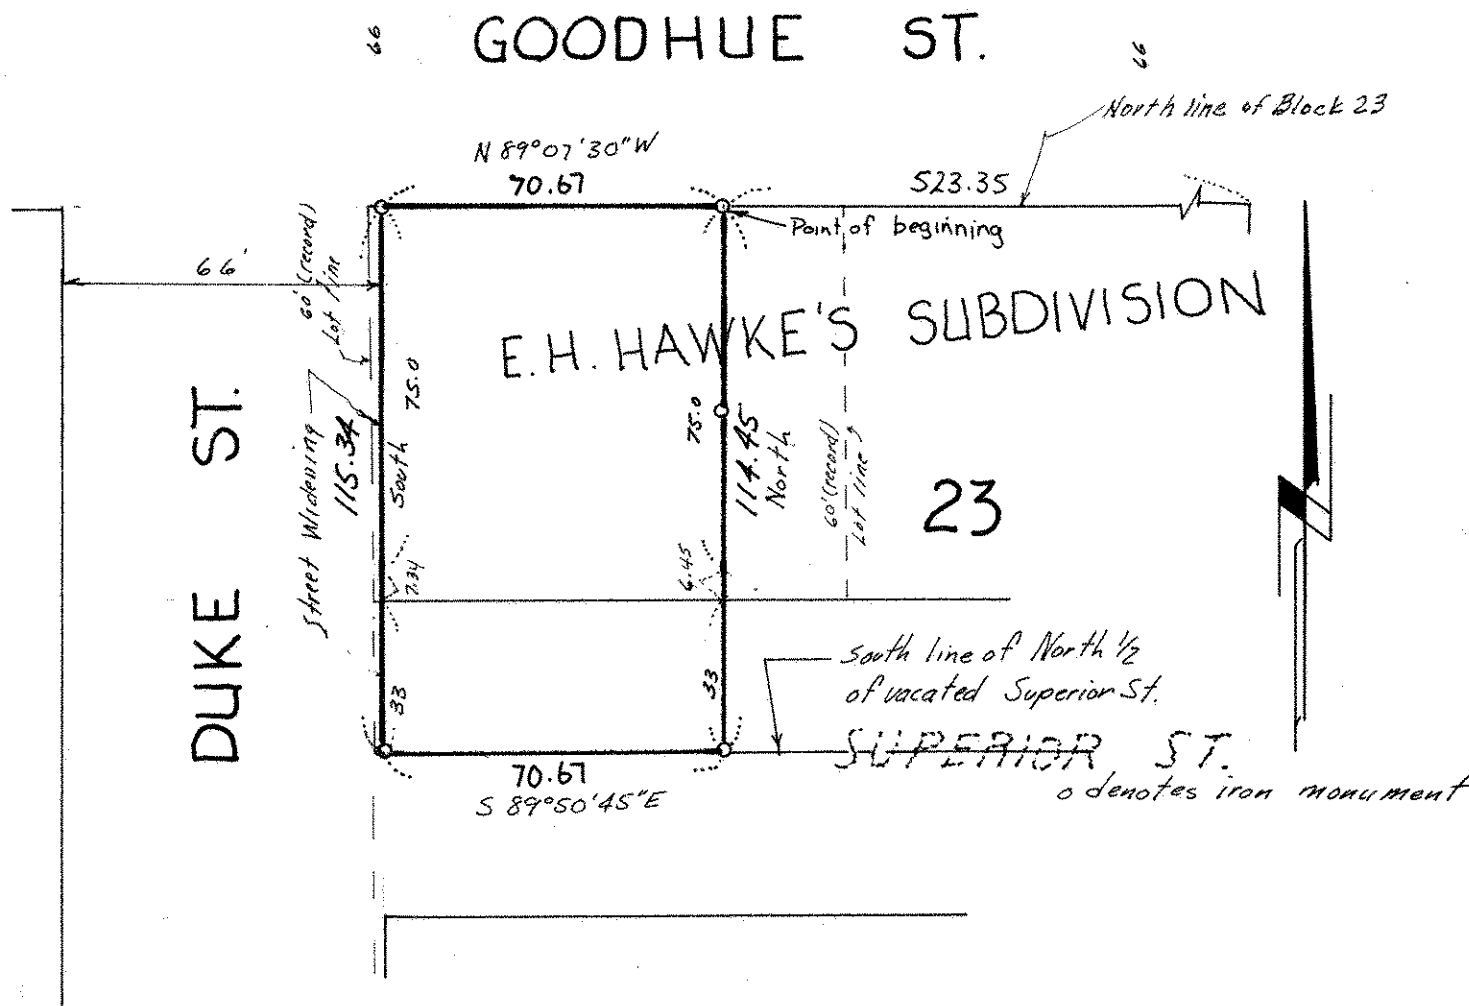 GOODHUE ST.
66
66
North line of Block 23
N 89°07'30"W
70.67
523.35
Point of beginning
66'
60' (record)
Lot line
E.H. HAWKE'S SUBDIVISION
Street Widening
115.34
South
75.0
75.0
114.45
North
60' (record)
Lot line
23
DUKE ST.
7.34
6.45
33
33
South line of North 1/2
of vacated Superior St.
SUPERIOR ST.
70.67
S 89°50'45"E
o denotes iron monument